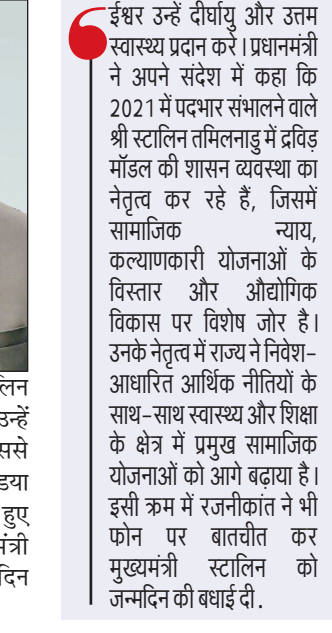 ईश्वर उन्हें दीर्घायु और उत्तम
स्वास्थ्य प्रदान करे। प्रधानमंत्री
ने अपने संदेश में कहा कि
2021 में पदभार संभालने वाले
श्री स्टालिन तमिलनाडु में द्रविड़
मॉडल की शासन व्यवस्था का
नेतृत्व कर रहे हैं, जिसमें
सामाजिक न्याय,
कल्याणकारी योजनाओं के
विस्तार और औद्योगिक
विकास पर विशेष जोर है।
उनके नेतृत्व में राज्य ने निवेश-
आधारित आर्थिक नीतियों के
साथ-साथ स्वास्थ्य और शिक्षा
के क्षेत्र में प्रमुख सामाजिक
योजनाओं को आगे बढ़ाया है।
इसी क्रम में रजनीकांत ने भी
फोन पर बातचीत कर
मुख्यमंत्री स्टालिन को
जन्मदिन की बधाई दी.
उन्हें
हुए